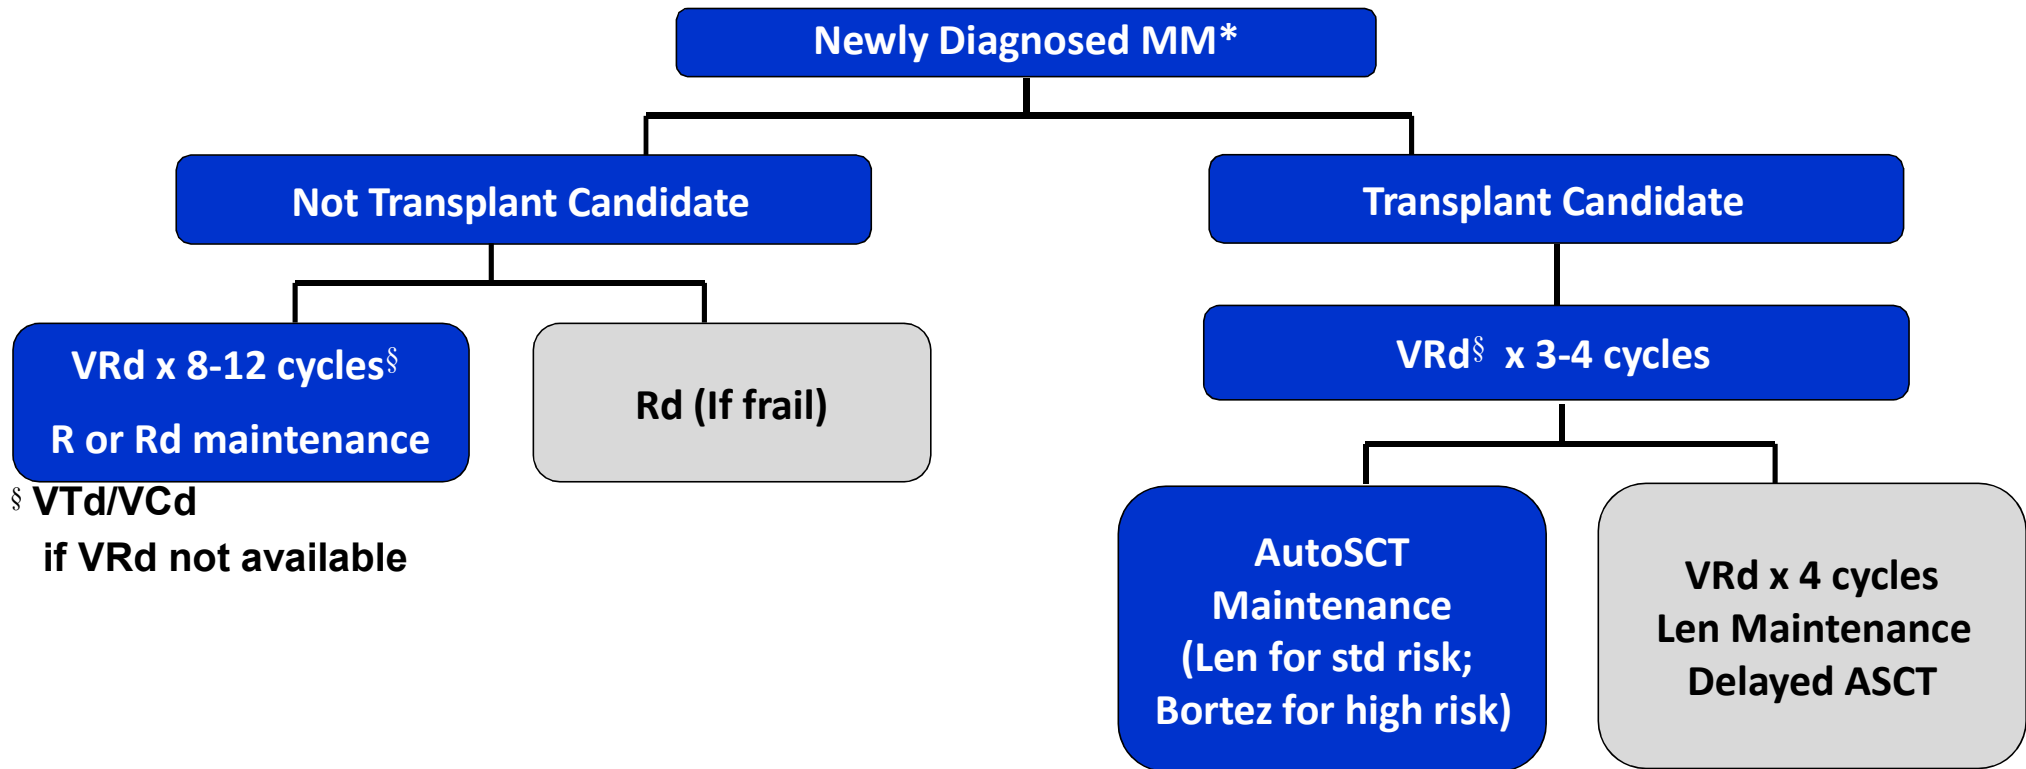 Newly Diagnosed MM*
Not Transplant Candidate
Transplant Candidate
VRd x 8-12 cycles§
R or Rd maintenance
Rd (If frail)
VRd§ x 3-4 cycles
§ VTd/VCd
if VRd not available
AutoSCT
Maintenance
(Len for std risk;
Bortez for high risk)
VRd x 4 cycles
Len Maintenance
Delayed ASCT